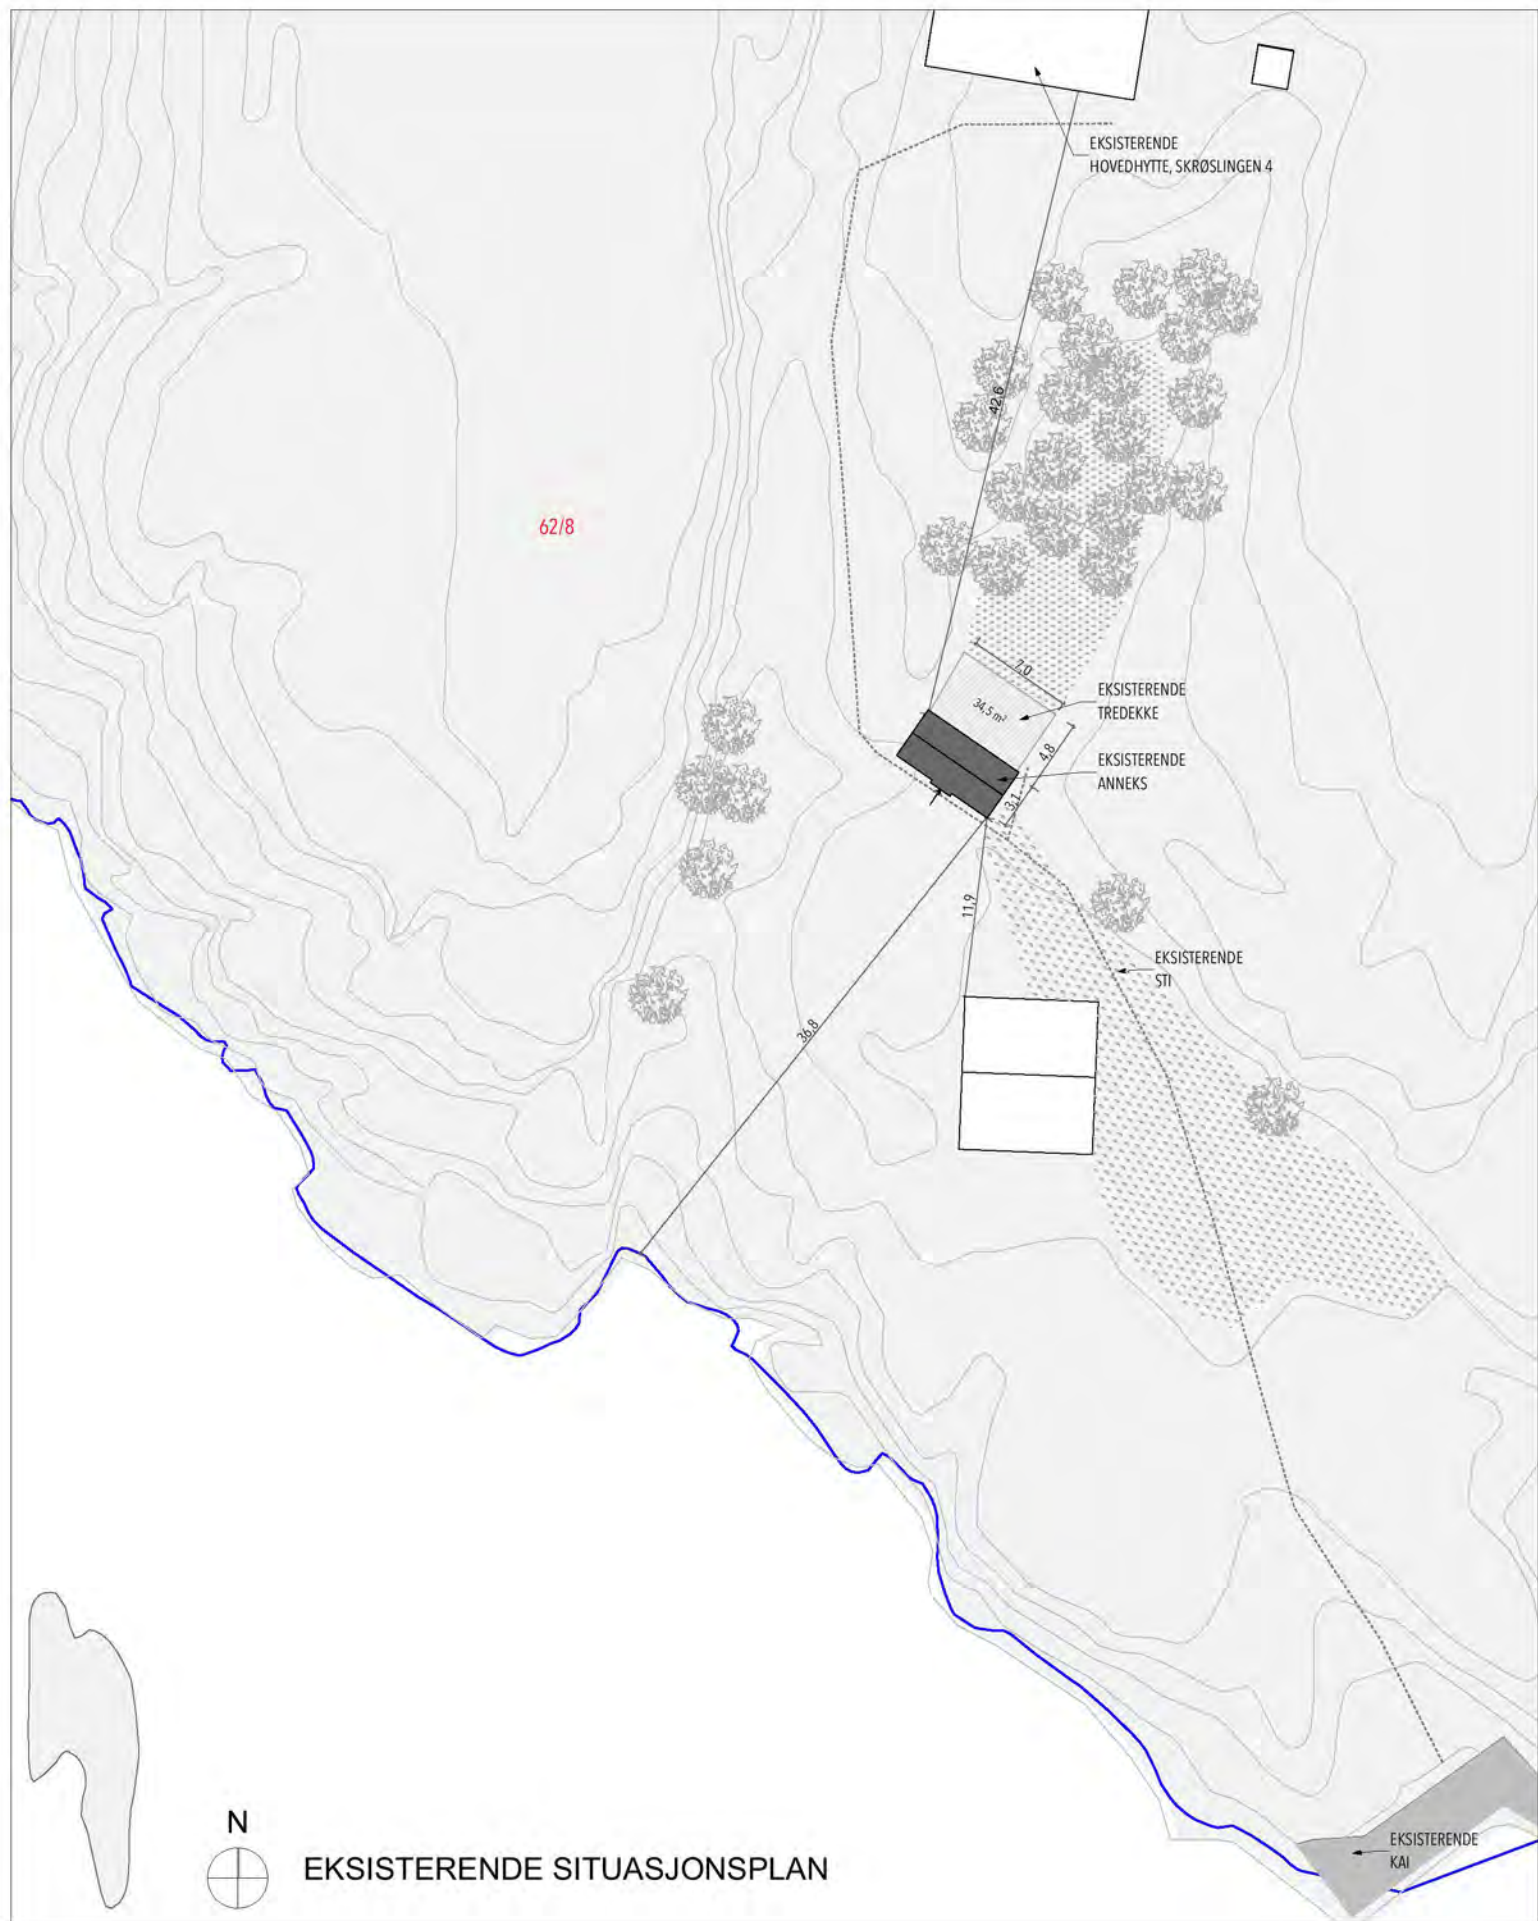 EKSISTERENDE
HOVEDHYTTE, SKRØSLINGEN 4
42,6
62/8
7,0
34,5 m²
EKSISTERENDE
TREDEKKE
4,8
EKSISTERENDE
ANNEKS
3,1
11,9
EKSISTERENDE
STI
36,8
N
EKSISTERENDE SITUASJONSPLAN
EKSISTERENDE
KAI